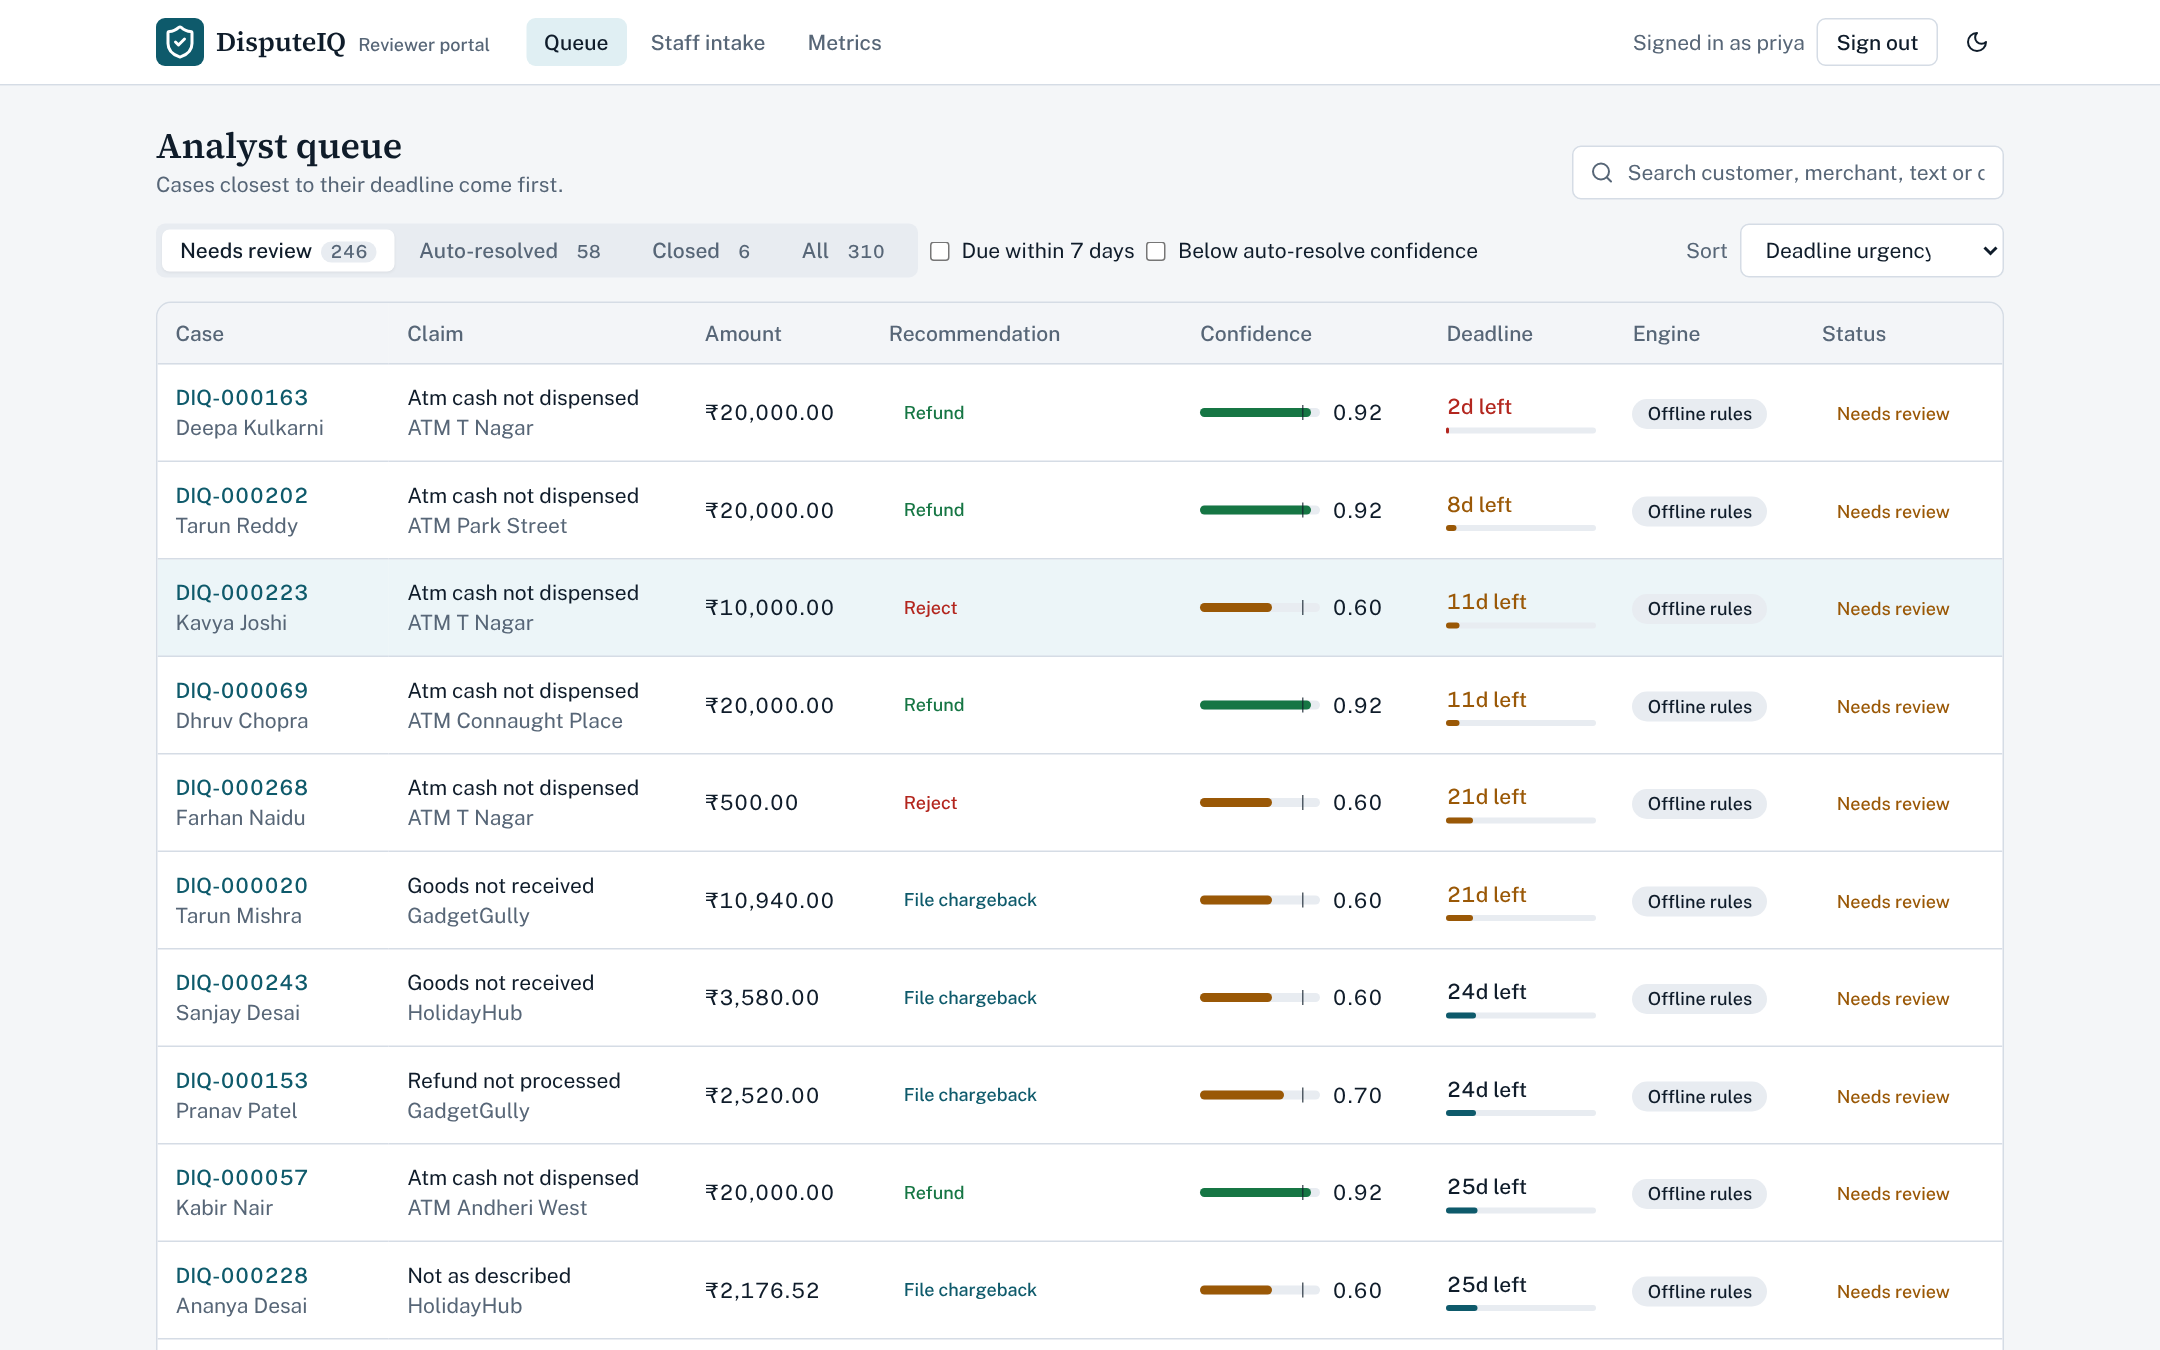 DisputeIQ Reviewer portal Queue Staff intake Metrics Signed in as priya Sign out
Analyst queue
Cases closest to their deadline come first.
Search customer, merchant, text or c
Needs review 246 Auto-resolved 58 Closed 6 All 310 Due within 7 days Below auto-resolve confidence Sort Deadline urgency
Case Claim Amount Recommendation Confidence Deadline Engine Status
DIQ-000163 Atm cash not dispensed ₹20,000.00 Refund 0.92 2d left Offline rules Needs review
Deepa Kulkarni ATM T Nagar
DIQ-000202 Atm cash not dispensed ₹20,000.00 Refund 0.92 8d left Offline rules Needs review
Tarun Reddy ATM Park Street
DIQ-000223 Atm cash not dispensed ₹10,000.00 Reject 0.60 11d left Offline rules Needs review
Kavya Joshi ATM T Nagar
DIQ-000069 Atm cash not dispensed ₹20,000.00 Refund 0.92 11d left Offline rules Needs review
Dhruv Chopra ATM Connaught Place
DIQ-000268 Atm cash not dispensed ₹500.00 Reject 0.60 21d left Offline rules Needs review
Farhan Naidu ATM T Nagar
DIQ-000020 Goods not received ₹10,940.00 File chargeback 0.60 21d left Offline rules Needs review
Tarun Mishra GadgetGully
DIQ-000243 Goods not received ₹3,580.00 File chargeback 0.60 24d left Offline rules Needs review
Sanjay Desai HolidayHub
DIQ-000153 Refund not processed ₹2,520.00 File chargeback 0.70 24d left Offline rules Needs review
Pranav Patel GadgetGully
DIQ-000057 Atm cash not dispensed ₹20,000.00 Refund 0.92 25d left Offline rules Needs review
Kabir Nair ATM Andheri West
DIQ-000228 Not as described ₹2,176.52 File chargeback 0.60 25d left Offline rules Needs review
Ananya Desai HolidayHub